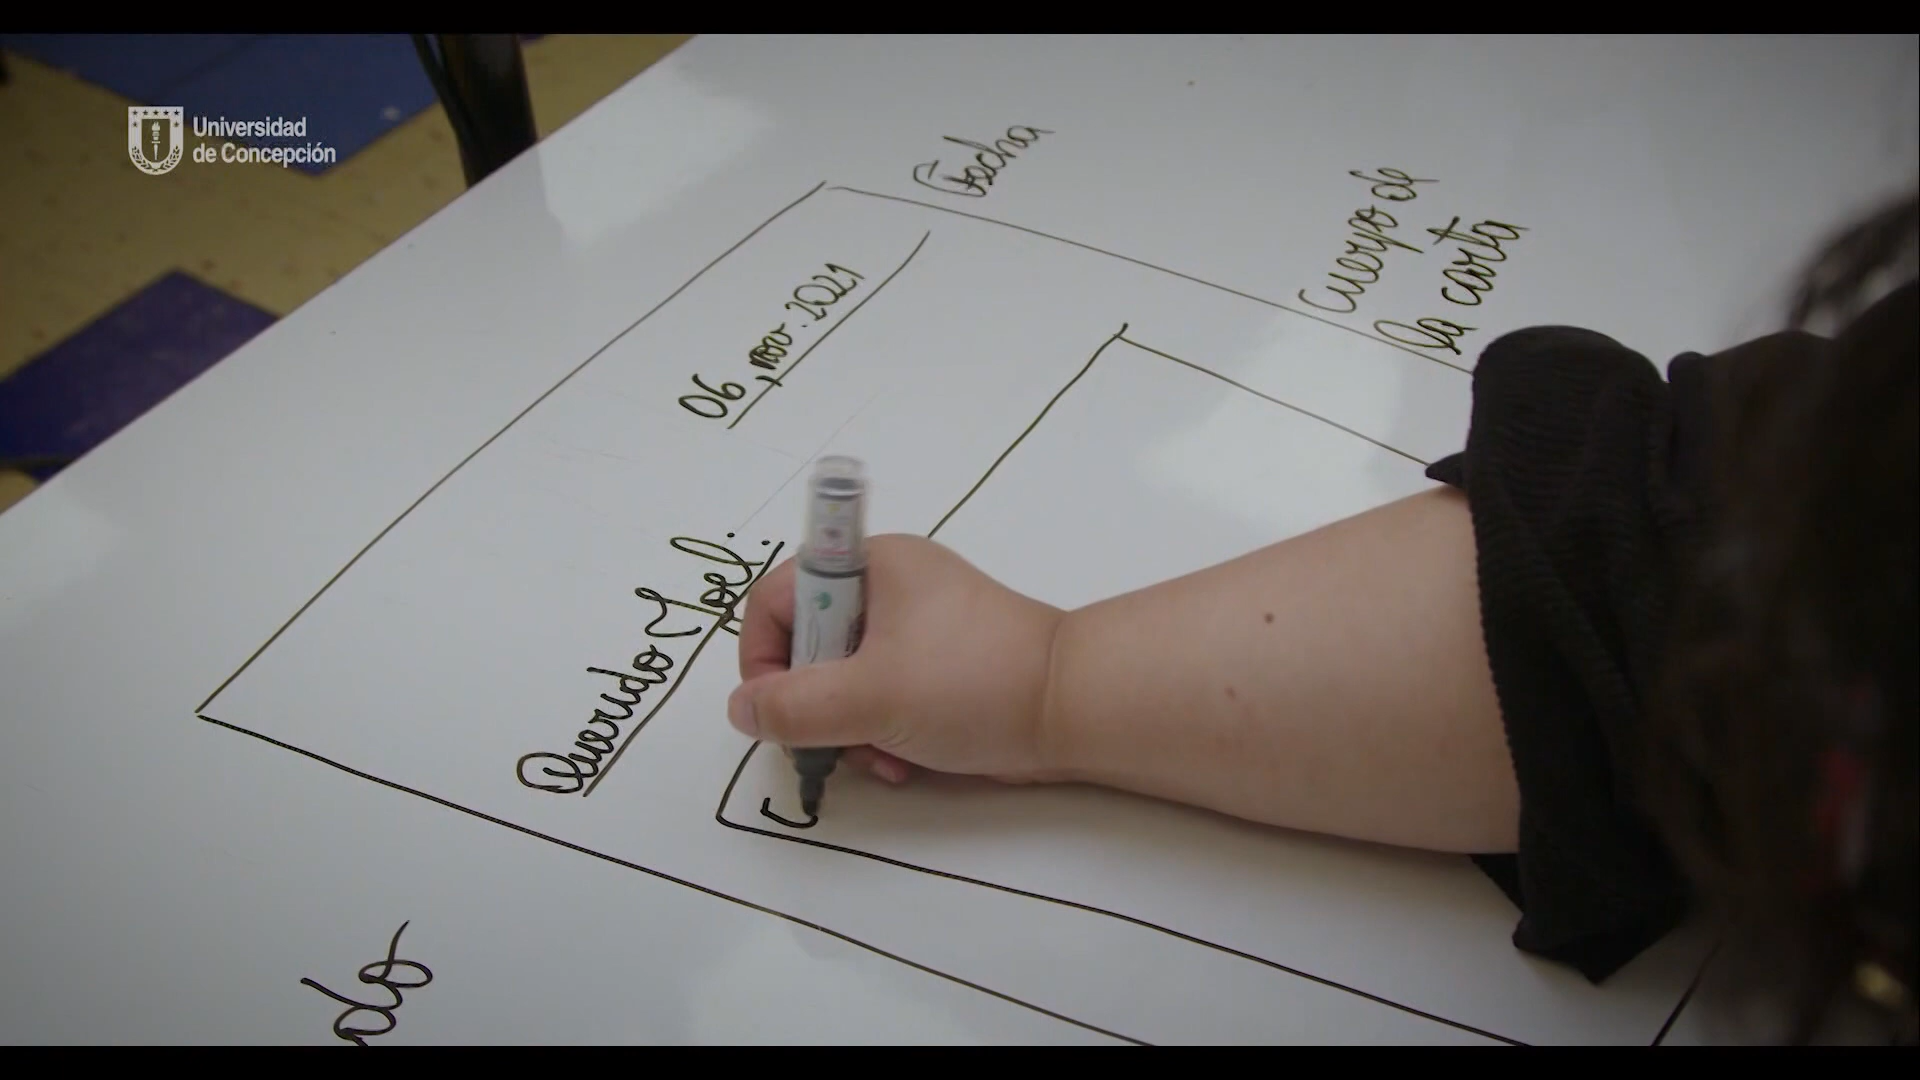 Universidad
de Concepción
Fecha
Cuerpo de
la carta
06, nov. 2021
Querido Joel: